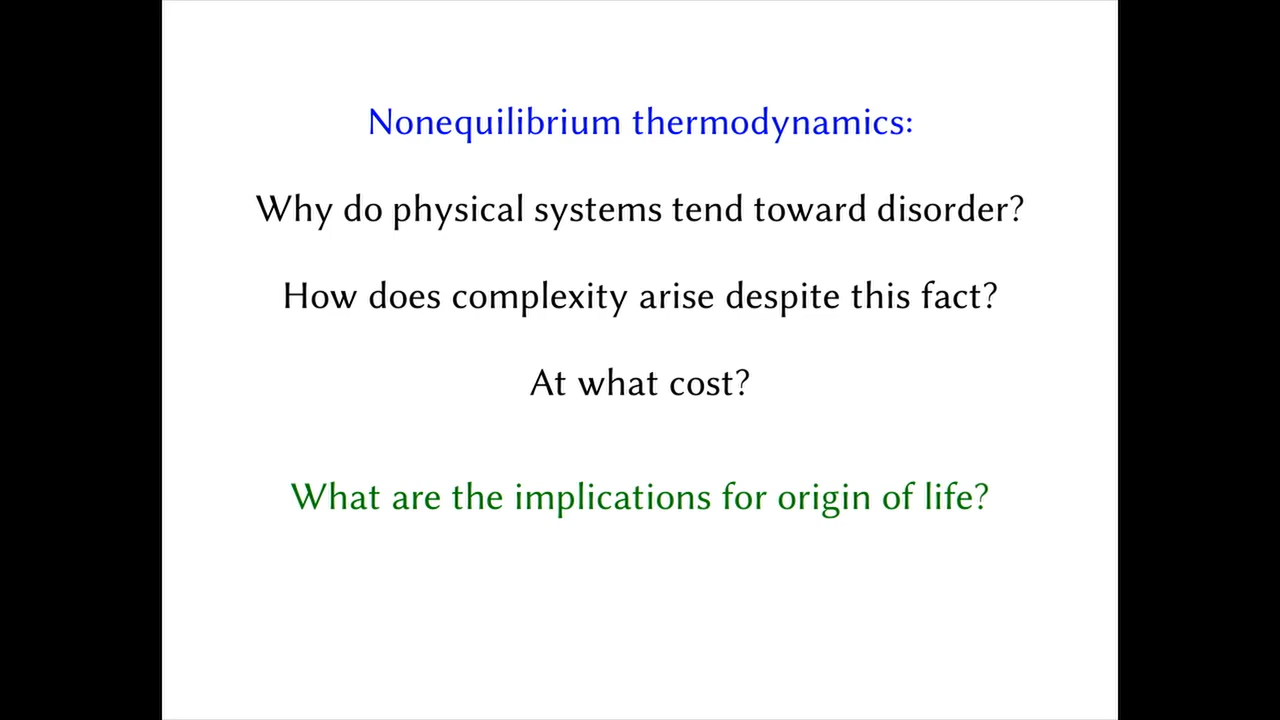 Nonequilibrium thermodynamics:
Why do physical systems tend toward disorder?
How does complexity arise despite this fact?
At what cost?
What are the implications for origin of life?